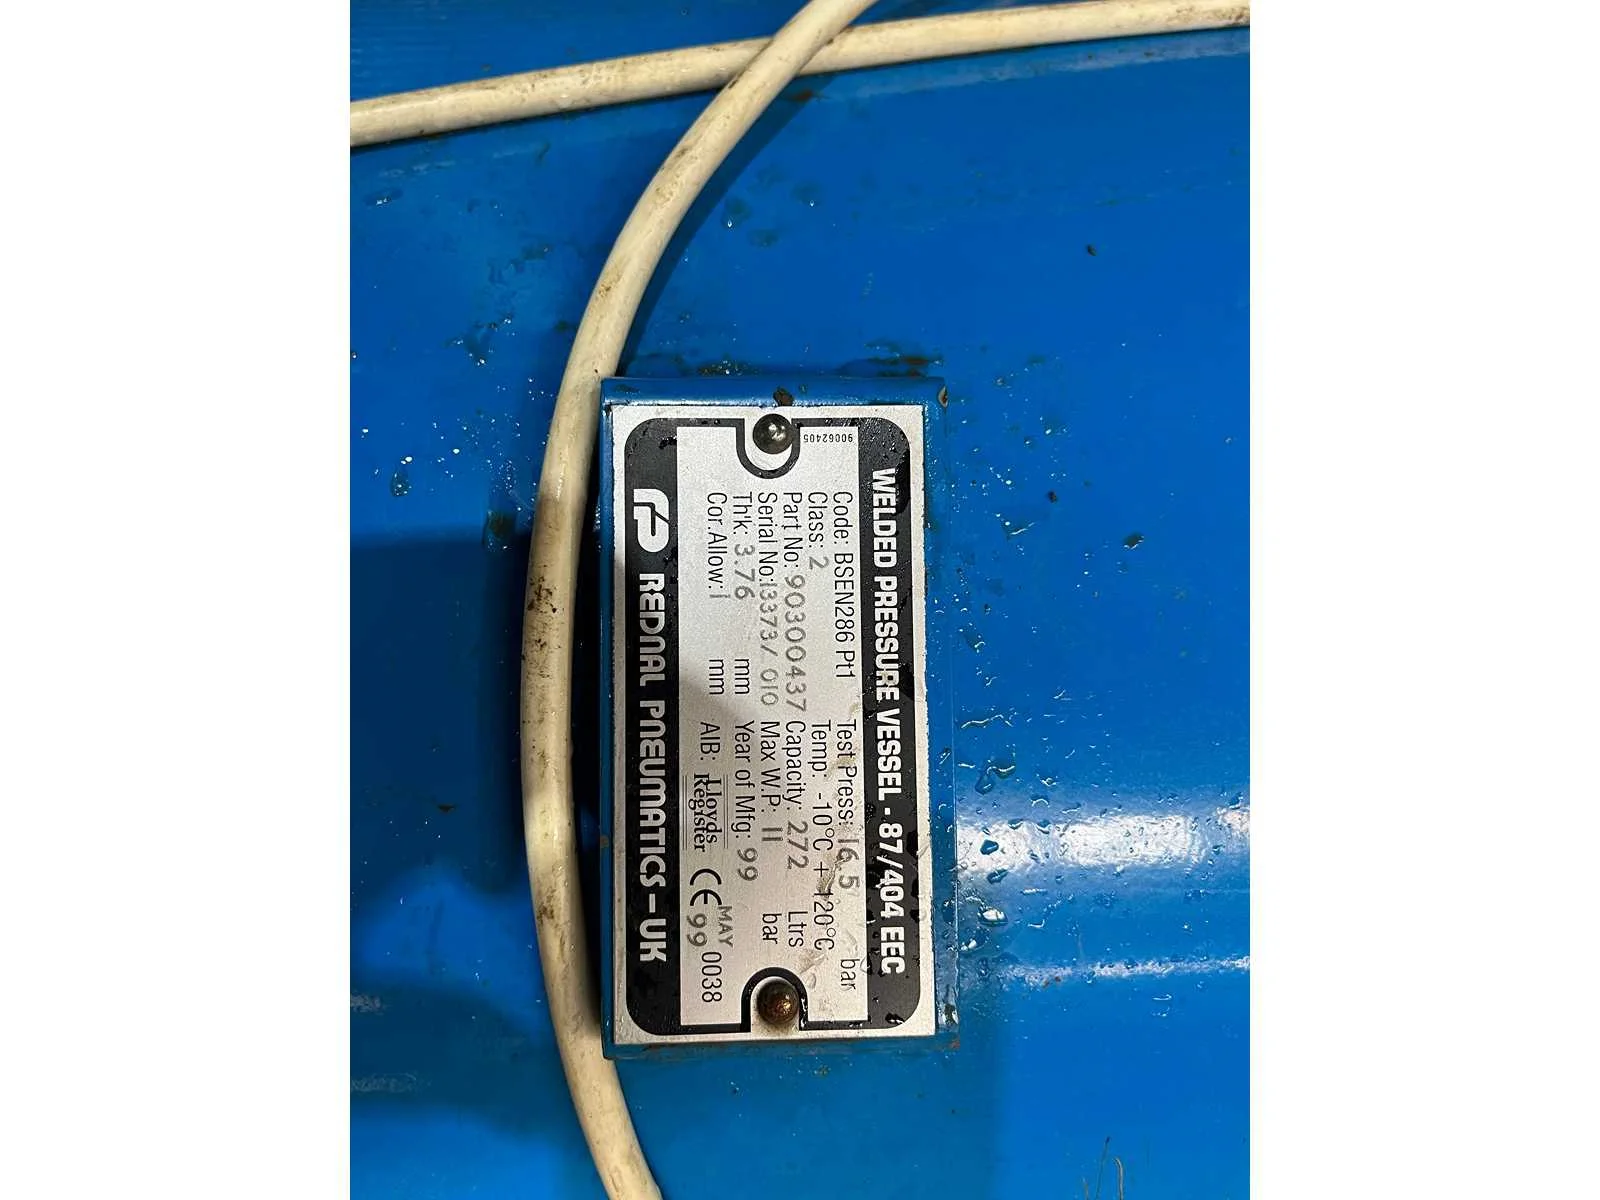 WELDED PRESSURE VESSEL - 87/404 EEC
90062405
Code: BSEN286 Pt1 Test Press: 16.5 bar
Class: 2 Temp: -10°C + 120°C
Part No: 90300437 Capacity: 272 Ltrs
Serial No: 13373/010 Max W.P: 11 bar
Th'k: 3.76 mm Year of Mfg: 99
Cor.Allow: 1 mm AIB: Lloyds Register CE MAY 99 0038
rp REDNAL PNEUMATICS-UK